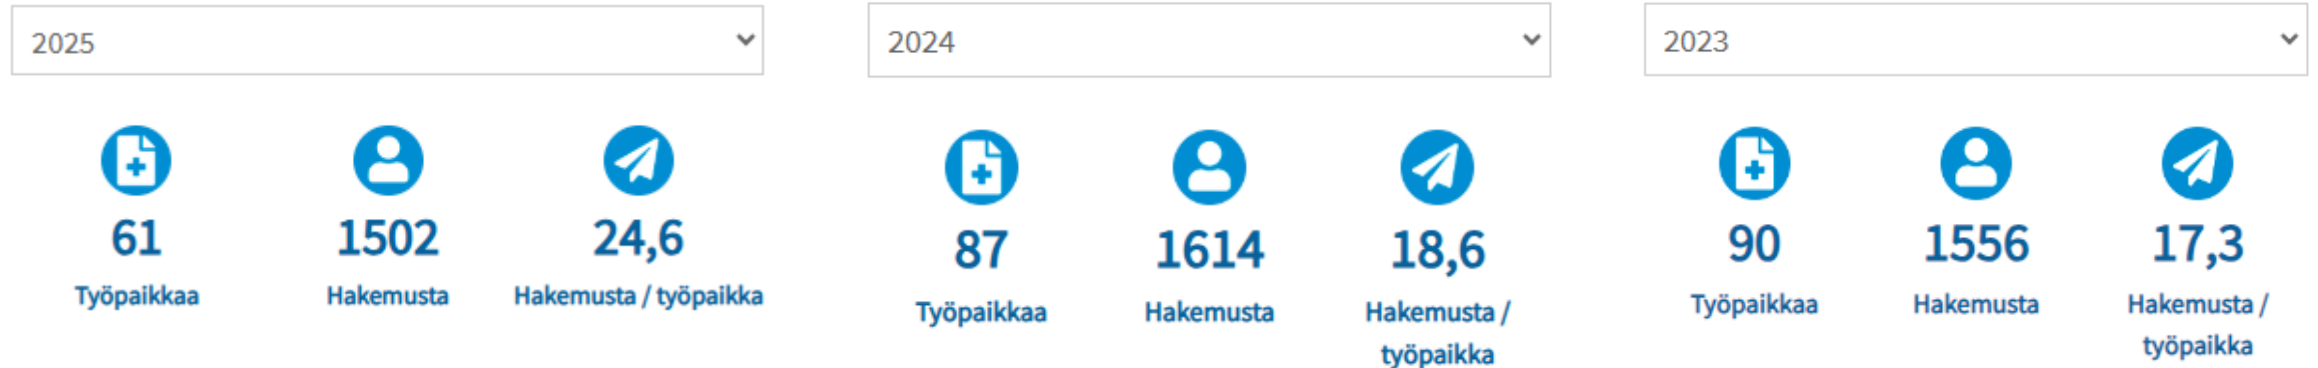 2025
61
Työpaikkaa
1502
Hakemusta
24,6
Hakemusta / työpaikka
2024
87
Työpaikkaa
1614
Hakemusta
18,6
Hakemusta /
työpaikka
2023
90
Työpaikkaa
1556
Hakemusta
17,3
Hakemusta /
työpaikka